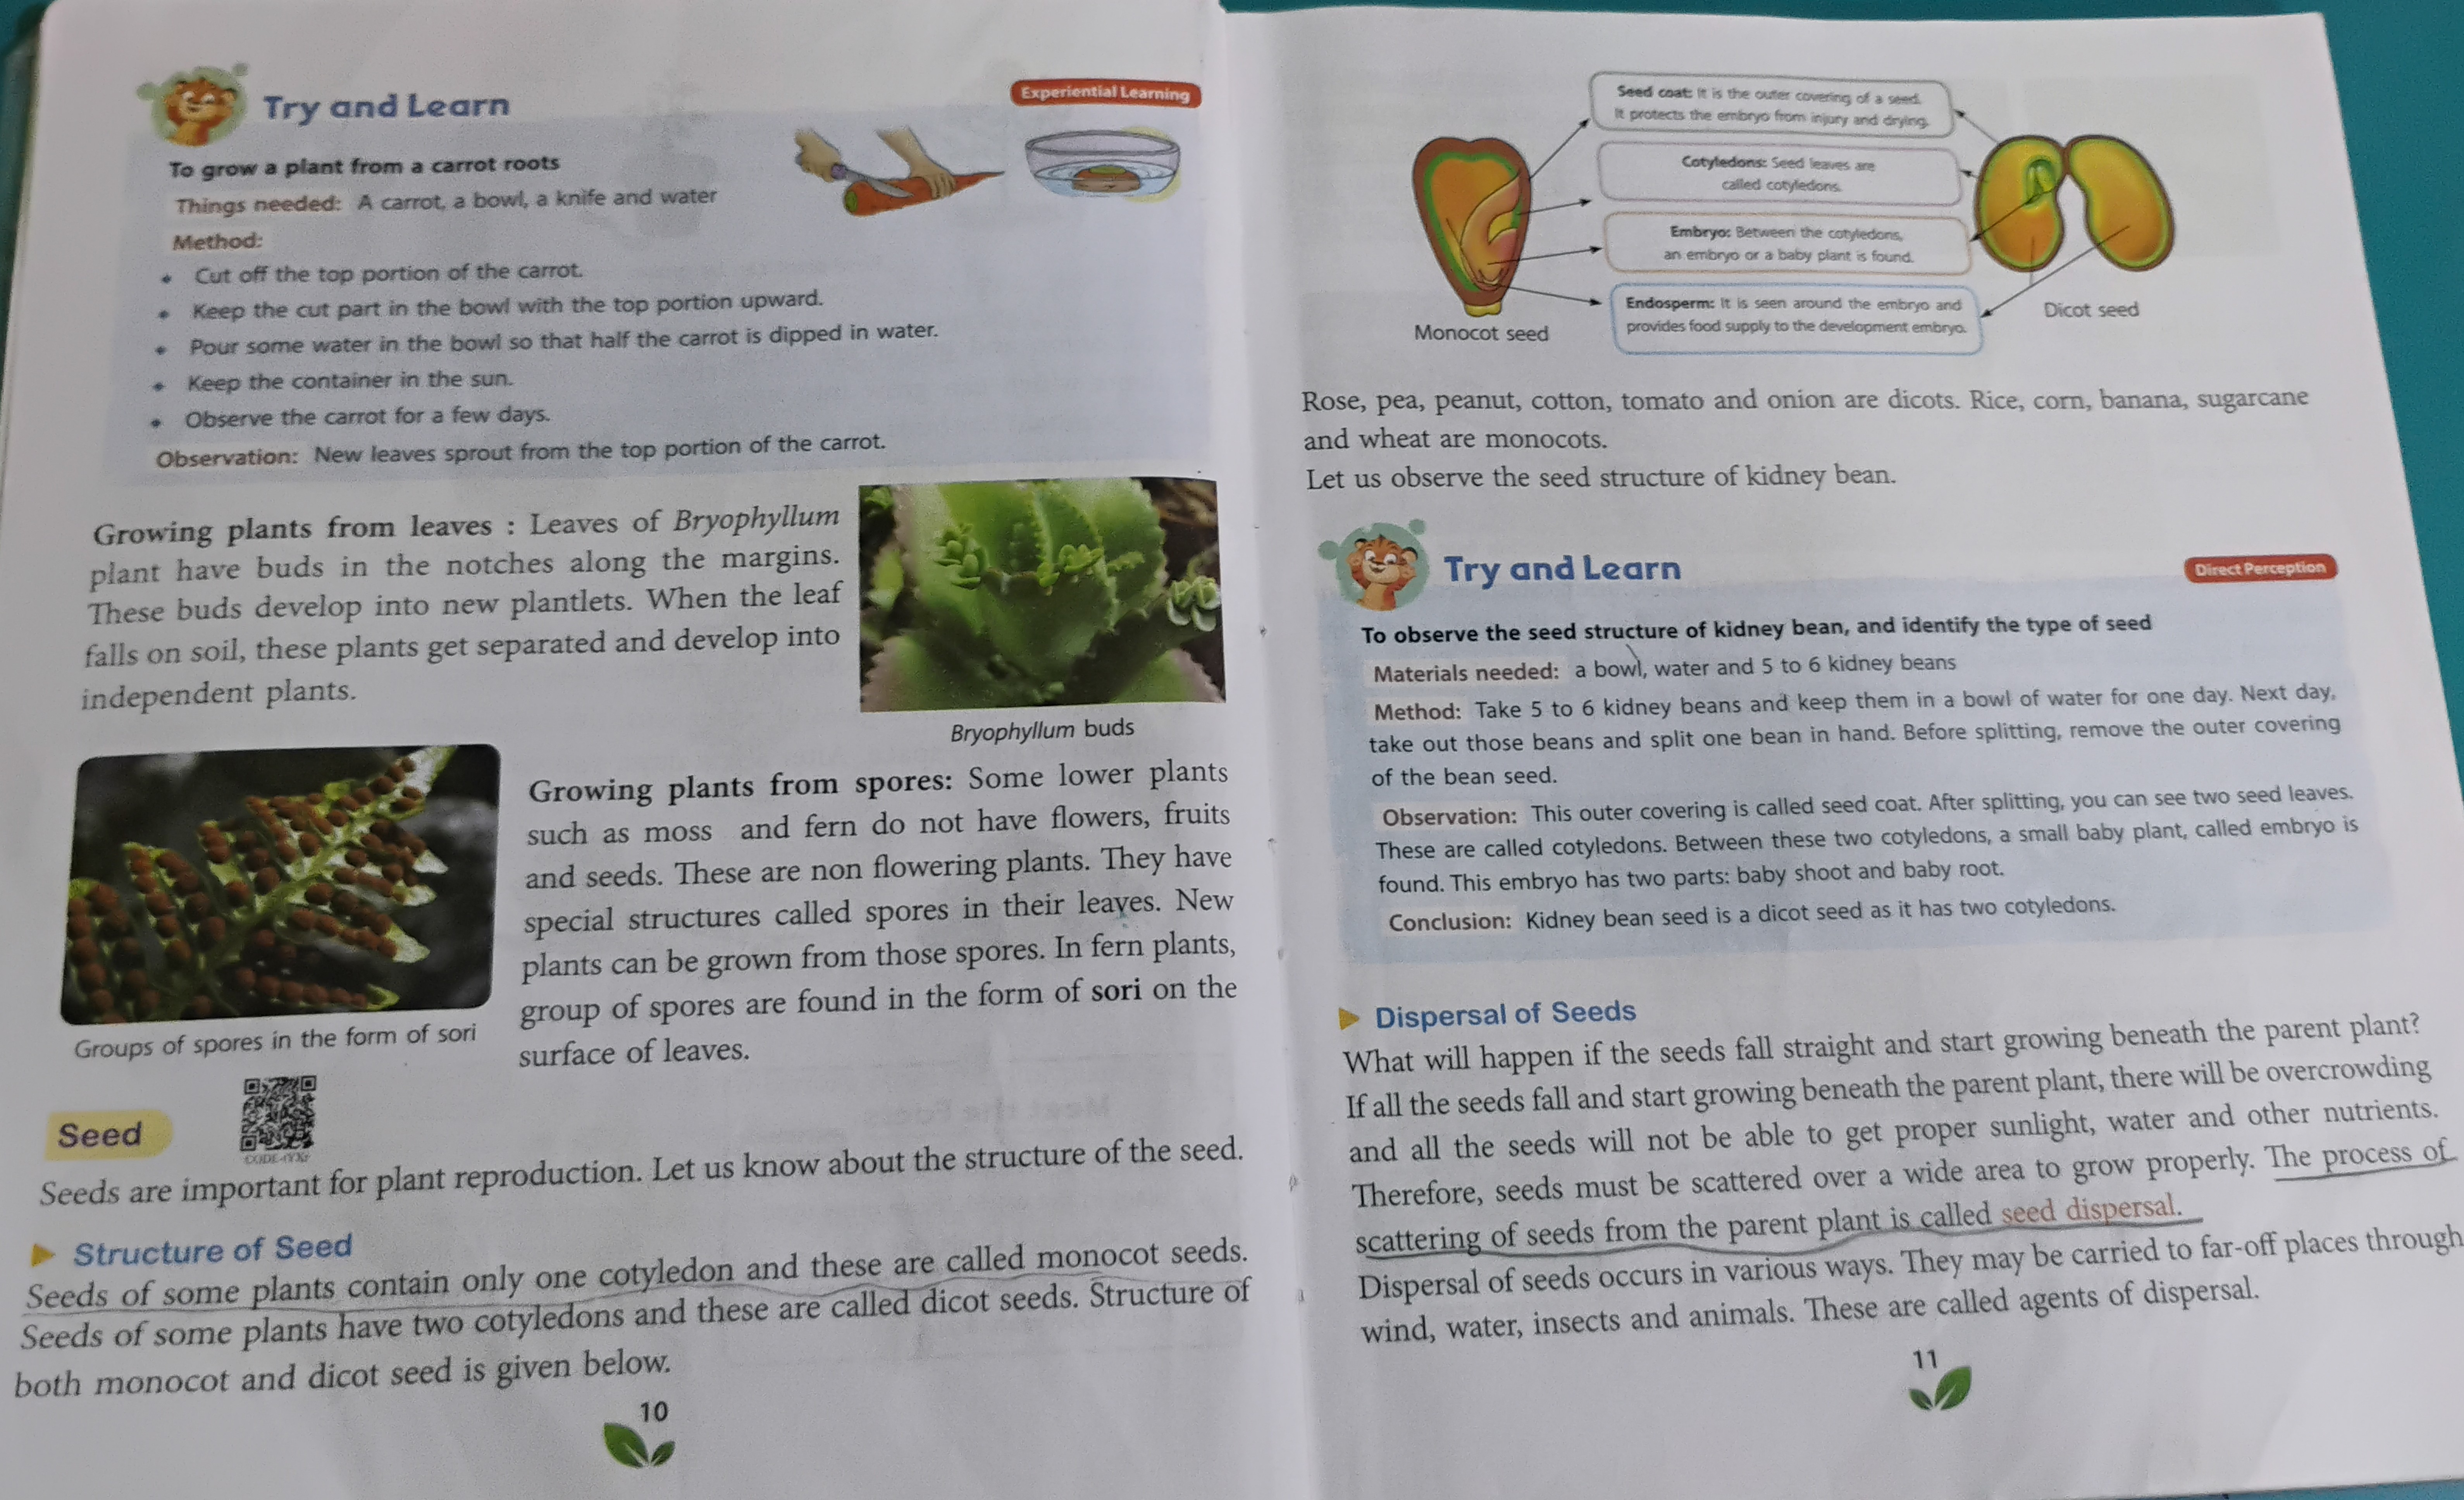 Try and Learn
Experiential Learning
To grow a plant from a carrot roots
Things needed: A carrot, a bowl, a knife and water
Method:
• Cut off the top portion of the carrot.
• Keep the cut part in the bowl with the top portion upward.
• Pour some water in the bowl so that half the carrot is dipped in water.
• Keep the container in the sun.
• Observe the carrot for a few days.
Observation: New leaves sprout from the top portion of the carrot.
Growing plants from leaves : Leaves of Bryophyllum
plant have buds in the notches along the margins.
These buds develop into new plantlets. When the leaf
falls on soil, these plants get separated and develop into
independent plants.
Bryophyllum buds
Growing plants from spores: Some lower plants
such as moss and fern do not have flowers, fruits
and seeds. These are non flowering plants. They have
special structures called spores in their leaves. New
plants can be grown from those spores. In fern plants,
group of spores are found in the form of sori on the
surface of leaves.
Groups of spores in the form of sori
Seed
Seeds are important for plant reproduction. Let us know about the structure of the seed.
Structure of Seed
Seeds of some plants contain only one cotyledon and these are called monocot seeds.
Seeds of some plants have two cotyledons and these are called dicot seeds. Structure of
both monocot and dicot seed is given below.
10
Seed coat: It is the outer covering of a seed.
It protects the embryo from injury and drying.
Cotyledons: Seed leaves are
called cotyledons.
Embryo: Between the cotyledons,
an embryo or a baby plant is found.
Endosperm: It is seen around the embryo and
provides food supply to the development embryo.
Monocot seed
Dicot seed
Rose, pea, peanut, cotton, tomato and onion are dicots. Rice, corn, banana, sugarcane
and wheat are monocots.
Let us observe the seed structure of kidney bean.
Try and Learn
Direct Perception
To observe the seed structure of kidney bean, and identify the type of seed
Materials needed: a bowl, water and 5 to 6 kidney beans
Method: Take 5 to 6 kidney beans and keep them in a bowl of water for one day. Next day,
take out those beans and split one bean in hand. Before splitting, remove the outer covering
of the bean seed.
Observation: This outer covering is called seed coat. After splitting, you can see two seed leaves.
These are called cotyledons. Between these two cotyledons, a small baby plant, called embryo is
found. This embryo has two parts: baby shoot and baby root.
Conclusion: Kidney bean seed is a dicot seed as it has two cotyledons.
Dispersal of Seeds
What will happen if the seeds fall straight and start growing beneath the parent plant?
If all the seeds fall and start growing beneath the parent plant, there will be overcrowding
and all the seeds will not be able to get proper sunlight, water and other nutrients.
Therefore, seeds must be scattered over a wide area to grow properly. The process of
scattering of seeds from the parent plant is called seed dispersal.
Dispersal of seeds occurs in various ways. They may be carried to far-off places through
wind, water, insects and animals. These are called agents of dispersal.
11